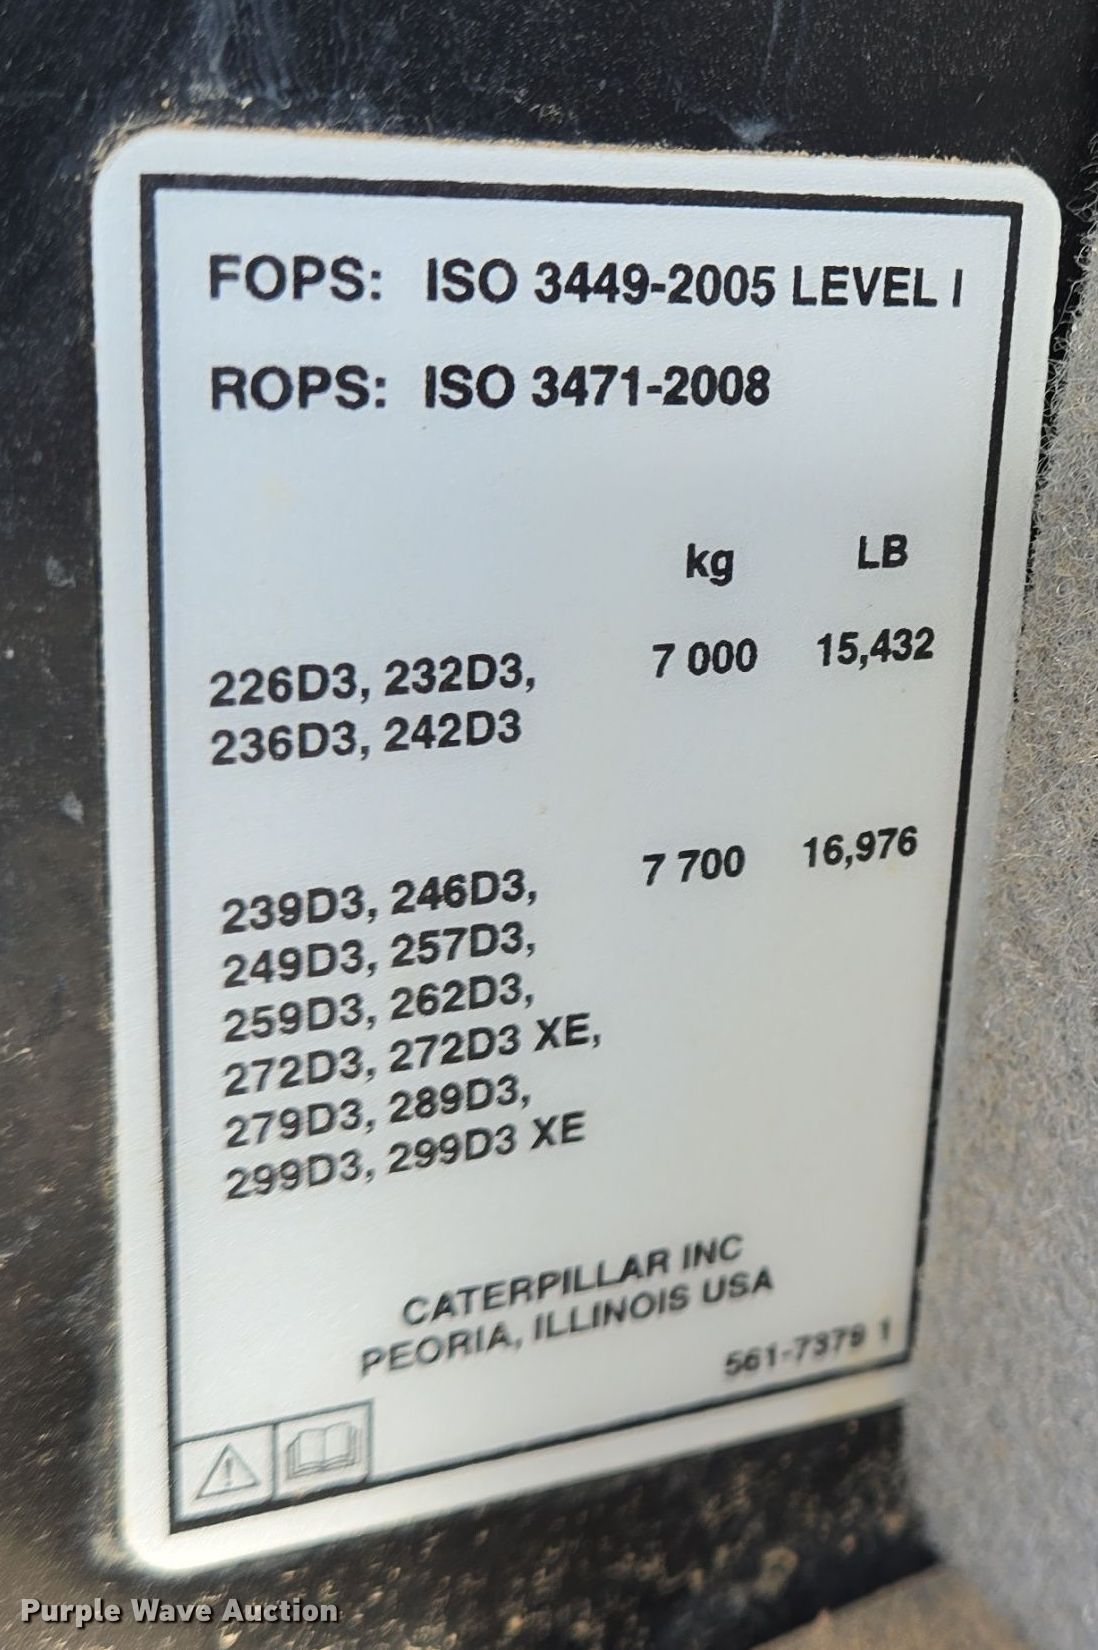 FOPS: ISO 3449-2005 LEVEL I
ROPS: ISO 3471-2008
kg LB
226D3, 232D3, 7 000 15,432
236D3, 242D3
239D3, 246D3, 7 700 16,976
249D3, 257D3,
259D3, 262D3,
272D3, 272D3 XE,
279D3, 289D3,
299D3, 299D3 XE
CATERPILLAR INC
PEORIA, ILLINOIS USA
561-7379 1
Purple Wave Auction